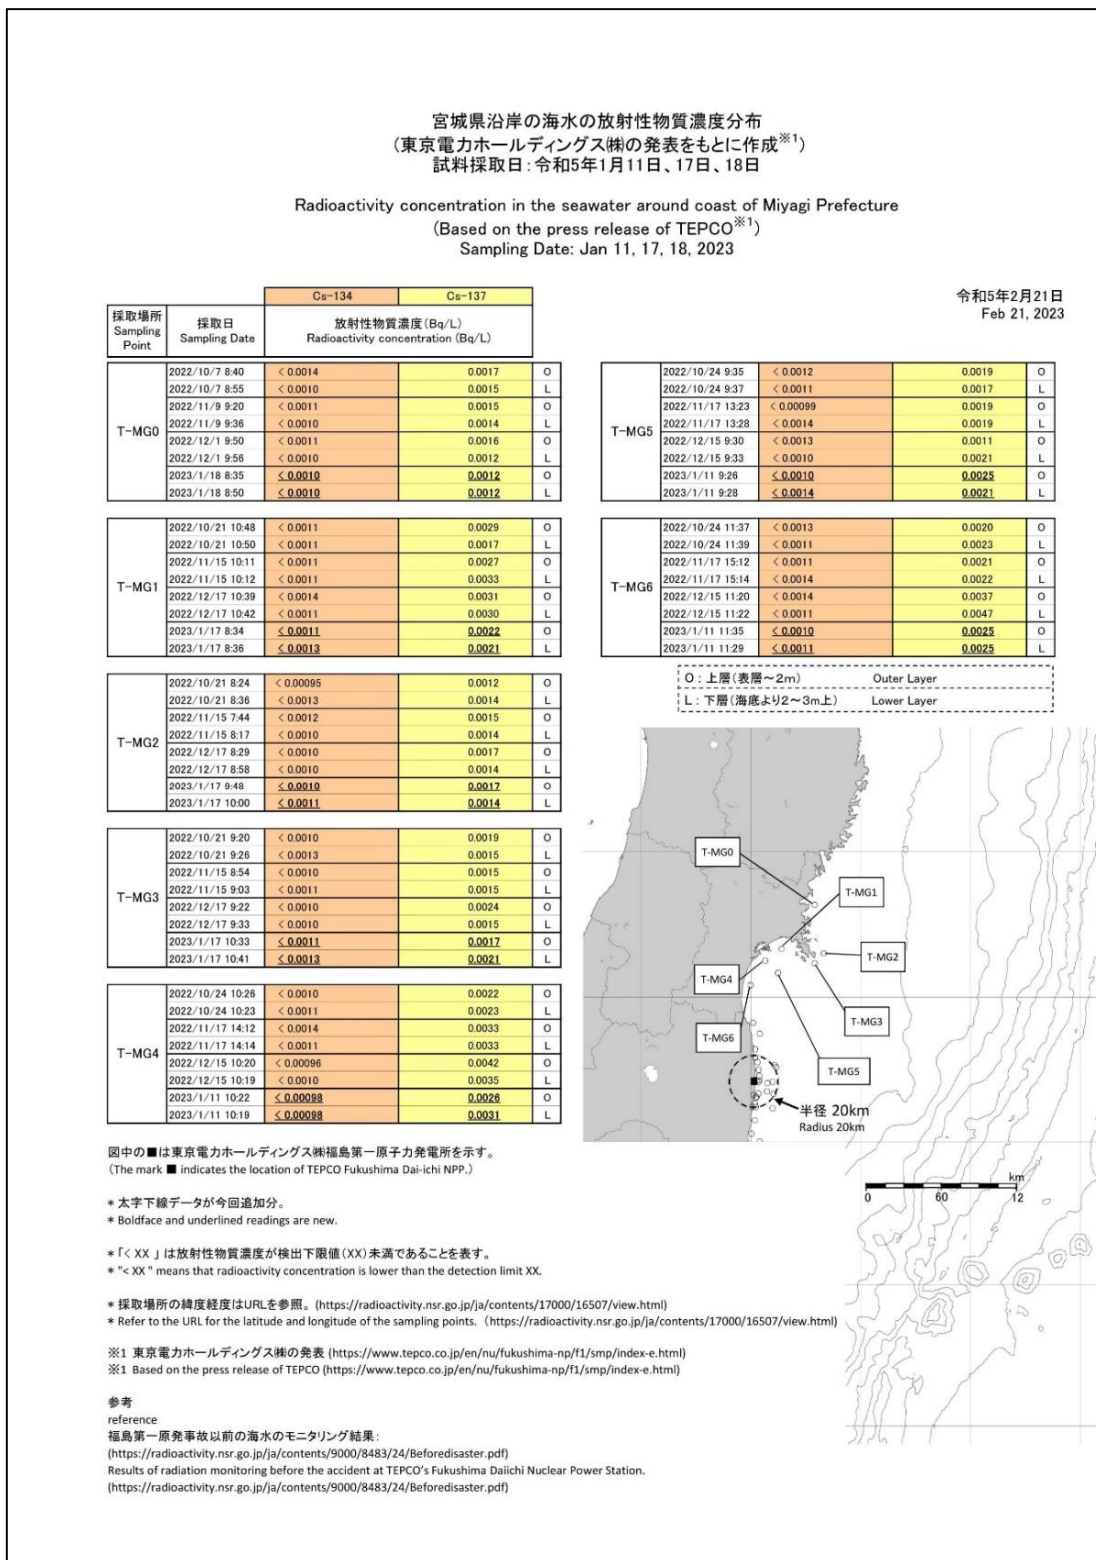 宮城県沿岸の海水の放射性物質濃度分布
(東京電力ホールディングス㈱の発表をもとに作成※1)
試料採取日:令和5年1月11日、17日、18日
Radioactivity concentration in the seawater around coast of Miyagi Prefecture
(Based on the press release of TEPCO※1)
Sampling Date: Jan 11, 17, 18, 2023
令和5年2月21日
Feb 21, 2023
Cs-134 Cs-137
採取場所 Sampling Point 採取日 Sampling Date 放射性物質濃度(Bq/L) Radioactivity concentration (Bq/L)
T-MG0
2022/10/7 8:40 < 0.0014 0.0017 O
2022/10/7 8:55 < 0.0010 0.0015 L
2022/11/9 9:20 < 0.0011 0.0015 O
2022/11/9 9:36 < 0.0010 0.0014 L
2022/12/1 9:50 < 0.0011 0.0016 O
2022/12/1 9:56 < 0.0010 0.0012 L
2023/1/18 8:35 < 0.0010 0.0012 O
2023/1/18 8:50 < 0.0010 0.0012 L
T-MG1
2022/10/21 10:48 < 0.0011 0.0029 O
2022/10/21 10:50 < 0.0011 0.0017 L
2022/11/15 10:11 < 0.0011 0.0027 O
2022/11/15 10:12 < 0.0011 0.0033 L
2022/12/17 10:39 < 0.0014 0.0031 O
2022/12/17 10:42 < 0.0011 0.0030 L
2023/1/17 8:34 < 0.0011 0.0022 O
2023/1/17 8:36 < 0.0013 0.0021 L
T-MG2
2022/10/21 8:24 < 0.00095 0.0012 O
2022/10/21 8:36 < 0.0013 0.0014 L
2022/11/15 7:44 < 0.0012 0.0015 O
2022/11/15 8:17 < 0.0010 0.0014 L
2022/12/17 8:29 < 0.0010 0.0017 O
2022/12/17 8:58 < 0.0010 0.0014 L
2023/1/17 9:48 < 0.0010 0.0017 O
2023/1/17 10:00 < 0.0011 0.0014 L
T-MG3
2022/10/21 9:20 < 0.0010 0.0019 O
2022/10/21 9:26 < 0.0013 0.0015 L
2022/11/15 8:54 < 0.0010 0.0015 O
2022/11/15 9:03 < 0.0011 0.0015 L
2022/12/17 9:22 < 0.0010 0.0024 O
2022/12/17 9:33 < 0.0010 0.0015 L
2023/1/17 10:33 < 0.0011 0.0017 O
2023/1/17 10:41 < 0.0013 0.0021 L
T-MG4
2022/10/24 10:26 < 0.0010 0.0022 O
2022/10/24 10:23 < 0.0011 0.0023 L
2022/11/17 14:12 < 0.0014 0.0033 O
2022/11/17 14:14 < 0.0011 0.0033 L
2022/12/15 10:20 < 0.00096 0.0042 O
2022/12/15 10:19 < 0.0010 0.0035 L
2023/1/11 10:22 < 0.00098 0.0026 O
2023/1/11 10:19 < 0.00098 0.0031 L
T-MG5
2022/10/24 9:35 < 0.0012 0.0019 O
2022/10/24 9:37 < 0.0011 0.0017 L
2022/11/17 13:23 < 0.00099 0.0019 O
2022/11/17 13:28 < 0.0014 0.0019 L
2022/12/15 9:30 < 0.0013 0.0011 O
2022/12/15 9:33 < 0.0010 0.0021 L
2023/1/11 9:26 < 0.0010 0.0025 O
2023/1/11 9:28 < 0.0014 0.0021 L
T-MG6
2022/10/24 11:37 < 0.0013 0.0020 O
2022/10/24 11:39 < 0.0011 0.0023 L
2022/11/17 15:12 < 0.0011 0.0021 O
2022/11/17 15:14 < 0.0014 0.0022 L
2022/12/15 11:20 < 0.0014 0.0037 O
2022/12/15 11:22 < 0.0011 0.0047 L
2023/1/11 11:35 < 0.0010 0.0025 O
2023/1/11 11:29 < 0.0011 0.0025 L
O : 上層(表層~2m) Outer Layer
L : 下層(海底より2~3m上) Lower Layer
T-MG0
T-MG1
T-MG2
T-MG4
T-MG3
T-MG6
T-MG5
半径 20km
Radius 20km
km
0 60 12
図中の■は東京電力ホールディングス㈱福島第一原子力発電所を示す。
(The mark ■ indicates the location of TEPCO Fukushima Dai-ichi NPP.)
* 太字下線データが今回追加分。
* Boldface and underlined readings are new.
* 「< XX 」は放射性物質濃度が検出下限値(XX)未満であることを表す。
* "< XX " means that radioactivity concentration is lower than the detection limit XX.
* 採取場所の緯度経度はURLを参照。 (https://radioactivity.nsr.go.jp/ja/contents/17000/16507/view.html)
* Refer to the URL for the latitude and longitude of the sampling points. (https://radioactivity.nsr.go.jp/ja/contents/17000/16507/view.html)
※1 東京電力ホールディングス㈱の発表 (https://www.tepco.co.jp/en/nu/fukushima-np/f1/smp/index-e.html)
※1 Based on the press release of TEPCO (https://www.tepco.co.jp/en/nu/fukushima-np/f1/smp/index-e.html)
参考
reference
福島第一原発事故以前の海水のモニタリング結果:
(https://radioactivity.nsr.go.jp/ja/contents/9000/8483/24/Beforedisaster.pdf)
Results of radiation monitoring before the accident at TEPCO's Fukushima Daiichi Nuclear Power Station.
(https://radioactivity.nsr.go.jp/ja/contents/9000/8483/24/Beforedisaster.pdf)